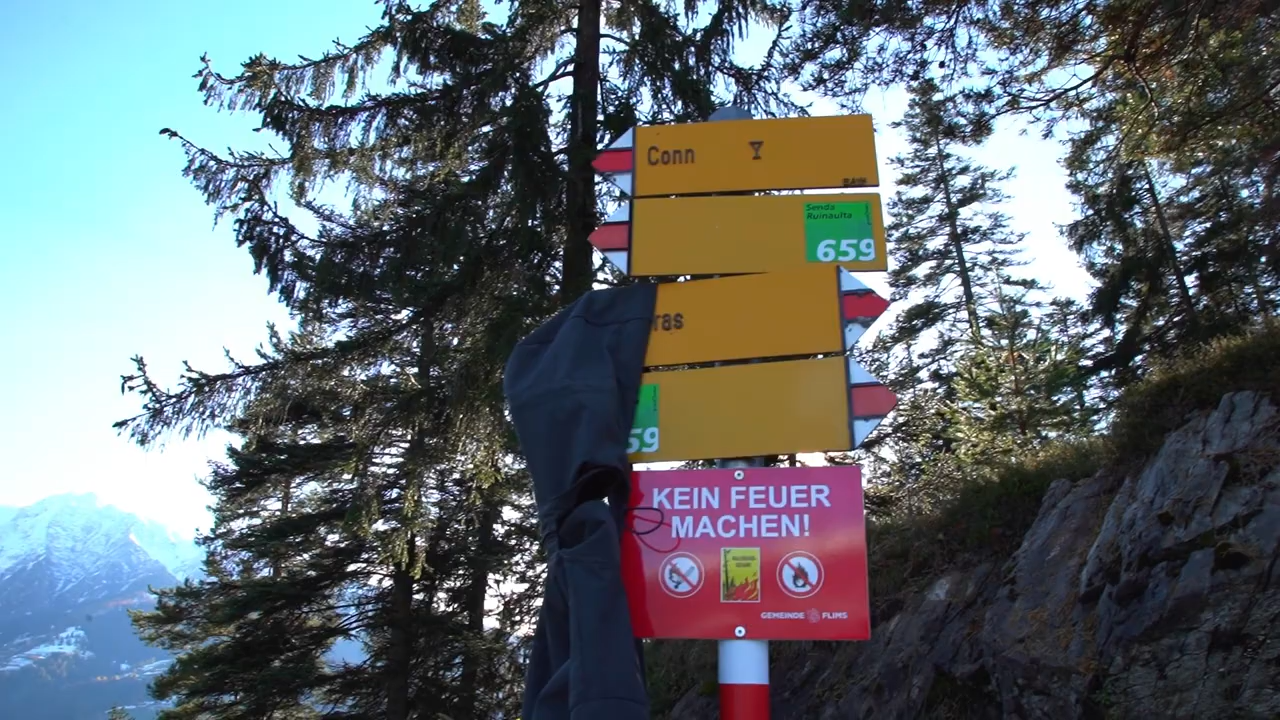 Conn
Senda
Ruinaulta
659
ras
59
KEIN FEUER
MACHEN!
GEMEINDE FLIMS